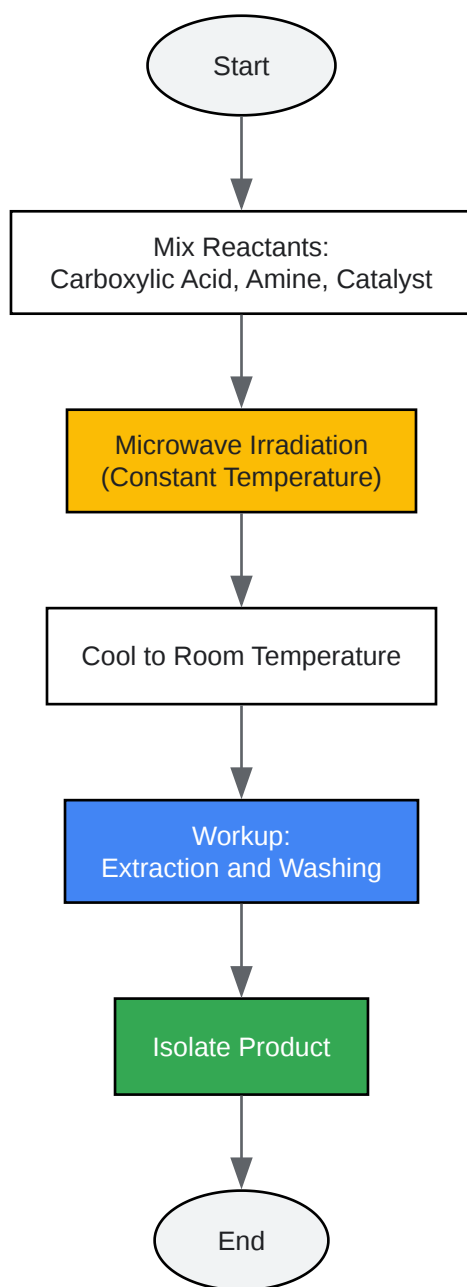 Start
Mix Reactants:
Carboxylic Acid, Amine, Catalyst
Microwave Irradiation
(Constant Temperature)
Cool to Room Temperature
Workup:
Extraction and Washing
Isolate Product
End